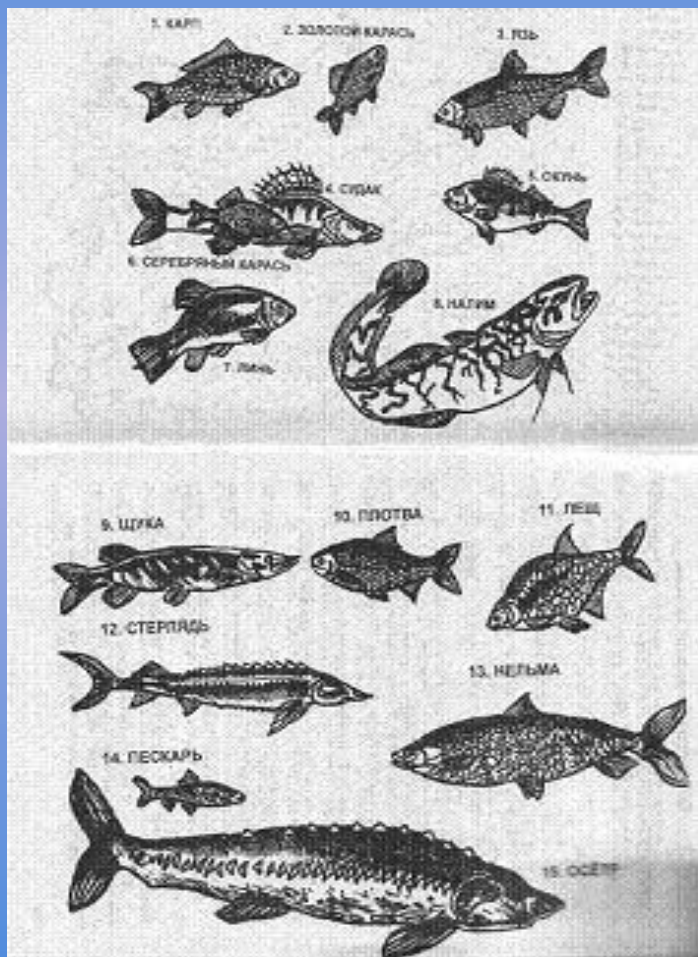 1. КАРП
2. ЗОЛОТОЙ КАРАСЬ
3. ЯЗЬ
4. СУДАК
5. ОКУНЬ
6. СЕРЕБРЯНЫЙ КАРАСЬ
7. ЛИНЬ
8. НАЛИМ
9. ЩУКА
10. ПЛОТВА
11. ЛЕЩ
12. СТЕРЛЯДЬ
13. НЕЛЬМА
14. ПЕСКАРЬ
15. ОСЁТР